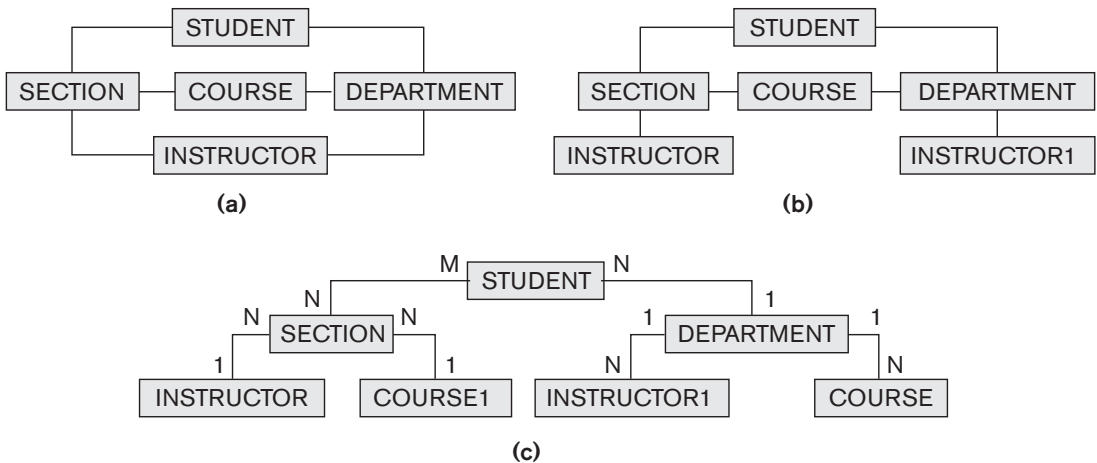 STUDENT
SECTION COURSE DEPARTMENT
INSTRUCTOR
(a)
STUDENT
SECTION COURSE DEPARTMENT
INSTRUCTOR INSTRUCTOR1
(b)
M STUDENT N
N 1
N SECTION N 1 DEPARTMENT 1
1 1 N N
INSTRUCTOR COURSE1 INSTRUCTOR1 COURSE
(c)